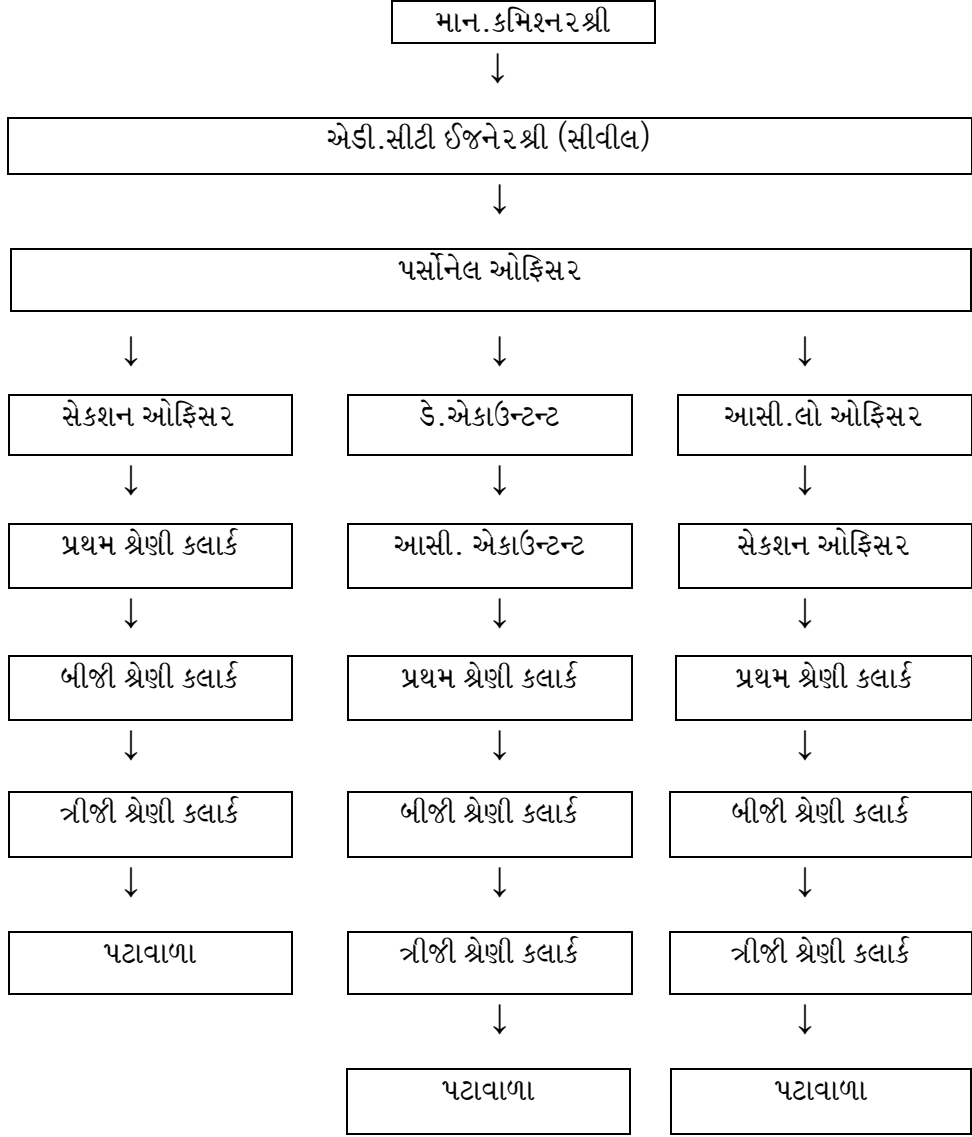 માન.કમિશ્નરશ્રી
↓
એડી.સીટી ઈજનેરશ્રી (સીવીલ)
↓
પર્સોનેલ ઓફિસર
↓ ↓ ↓
સેકશન ઓફિસર ડે.એકાઉન્ટન્ટ આસી.લો ઓફિસર
↓ ↓ ↓
પ્રથમ શ્રેણી કલાર્ક આસી. એકાઉન્ટન્ટ સેકશન ઓફિસર
↓ ↓ ↓
બીજી શ્રેણી કલાર્ક પ્રથમ શ્રેણી કલાર્ક પ્રથમ શ્રેણી કલાર્ક
↓ ↓ ↓
ત્રીજી શ્રેણી કલાર્ક બીજી શ્રેણી કલાર્ક બીજી શ્રેણી કલાર્ક
↓ ↓ ↓
પટાવાળા ત્રીજી શ્રેણી કલાર્ક ત્રીજી શ્રેણી કલાર્ક
↓ ↓
પટાવાળા પટાવાળા